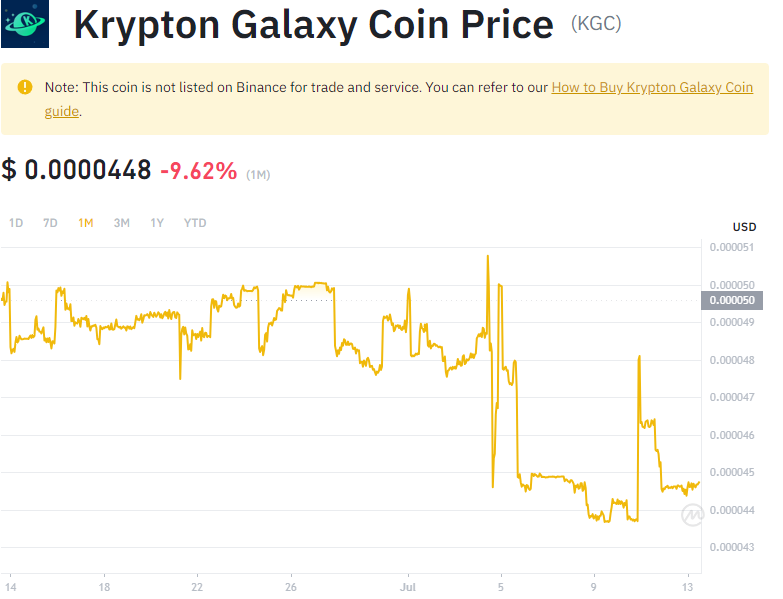 Krypton Galaxy Coin Price (KGC)
Note: This coin is not listed on Binance for trade and service. You can refer to our How to Buy Krypton Galaxy Coin
guide.
$ 0.0000448 -9.62% (1M)
1D 7D 1M 3M 1Y YTD
USD
0.000051
0.000050
0.000050
0.000049
0.000048
0.000047
0.000046
0.000045
0.000044
0.000043
14 18 22 26 Jul 5 9 13